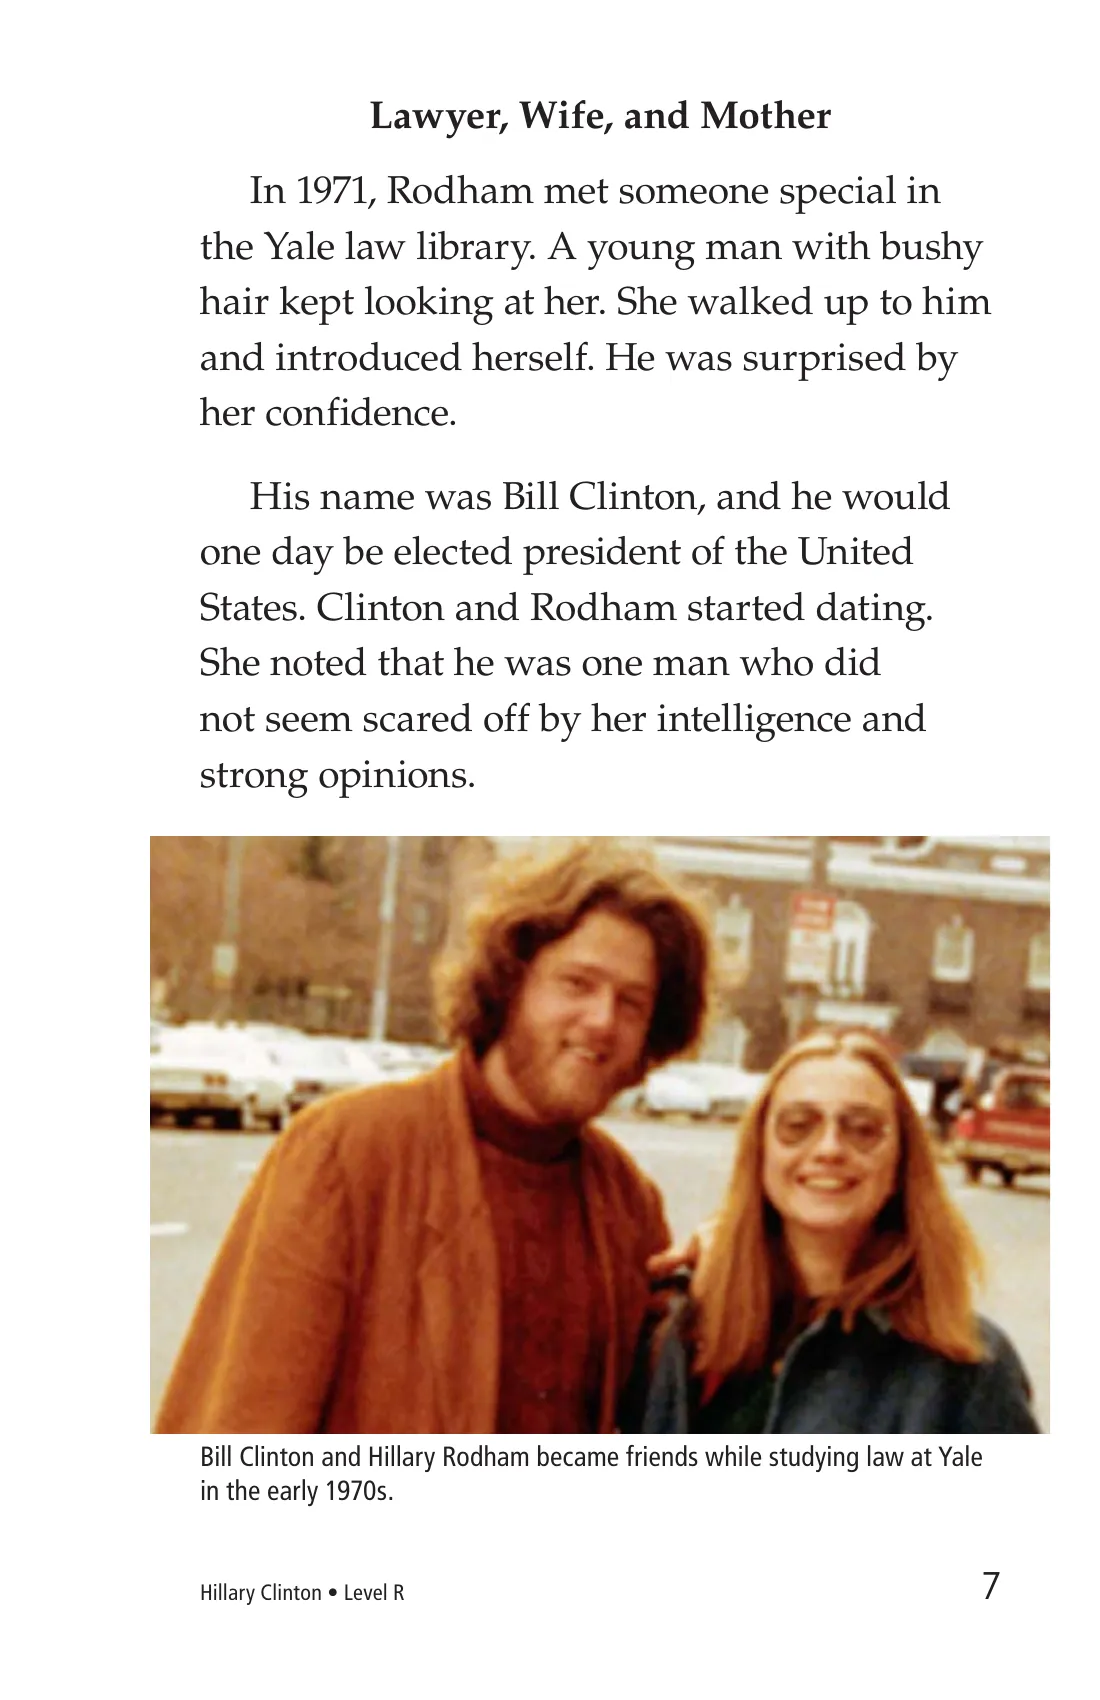 Lawyer, Wife, and Mother
In 1971, Rodham met someone special in
the Yale law library. A young man with bushy
hair kept looking at her. She walked up to him
and introduced herself. He was surprised by
her confidence.
His name was Bill Clinton, and he would
one day be elected president of the United
States. Clinton and Rodham started dating.
She noted that he was one man who did
not seem scared off by her intelligence and
strong opinions.
Bill Clinton and Hillary Rodham became friends while studying law at Yale
in the early 1970s.
Hillary Clinton • Level R
7